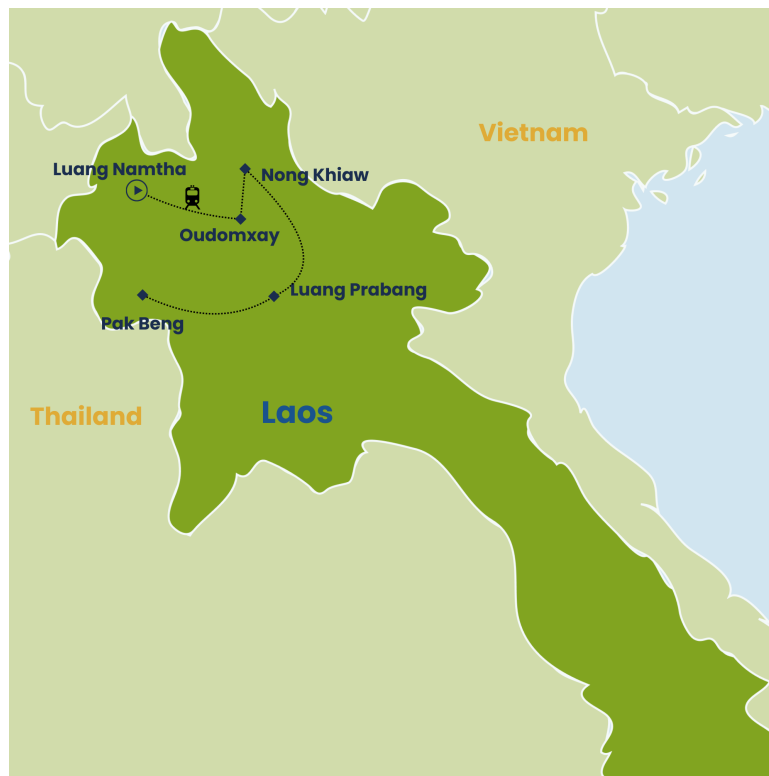 Vietnam
Luang Namtha
Nong Khiaw
Oudomxay
Luang Prabang
Pak Beng
Thailand
Laos